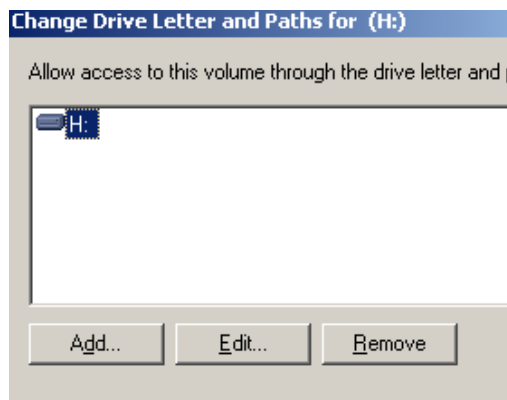 Change Drive Letter and Paths for (H:)
Allow access to this volume through the drive letter and
H:
Add... Edit... Remove